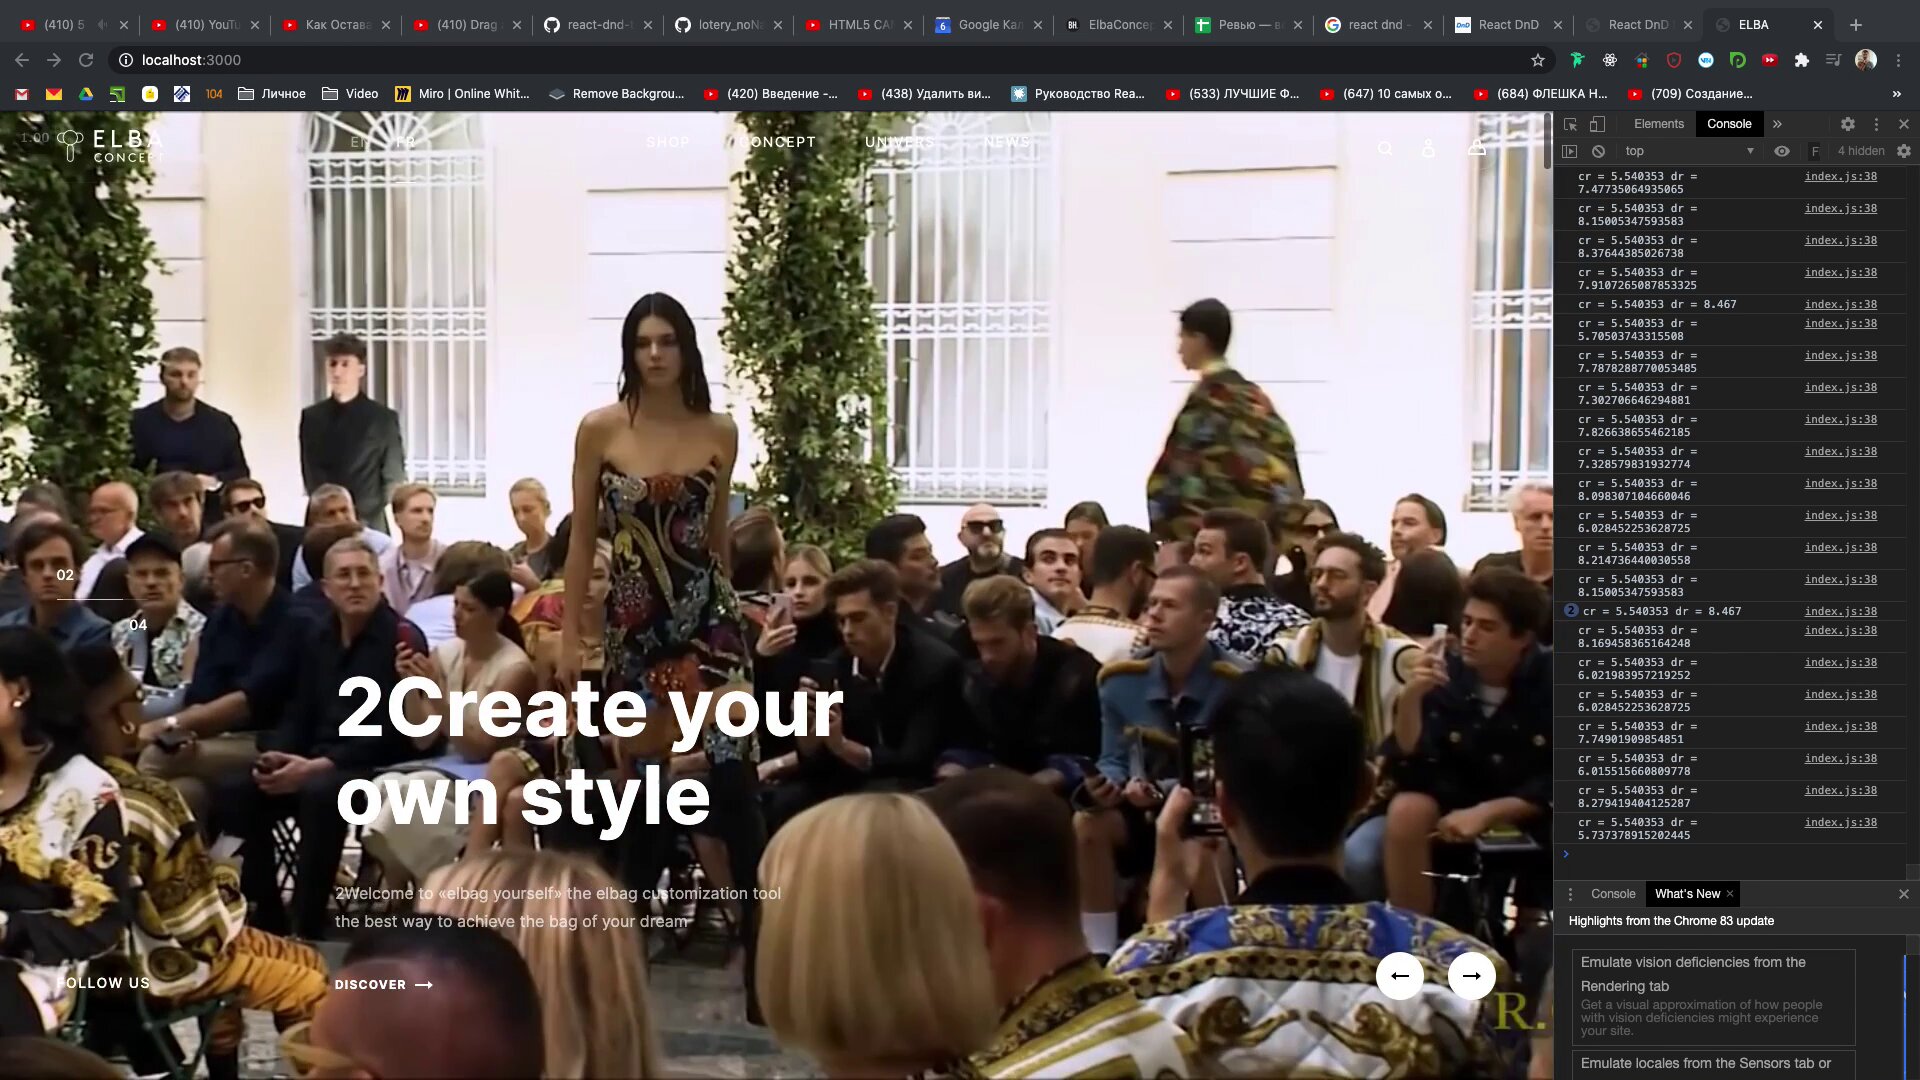 (410) 5
(410) YouTu
Как Остава
(410) Drag
react-dnd-t
lotery_noNa
HTML5 CAN
Google Кал
ElbaConcep
Ревью — в
react dnd -
React DnD
React DnD
ELBA
localhost:3000
104
Личное
Video
Miro | Online Whit...
Remove Backgrou...
(420) Введение -...
(438) Удалить ви...
Руководство Rea...
(533) ЛУЧШИЕ Ф...
(647) 10 самых о...
(684) ФЛЕШКА Н...
(709) Создание...
»
1.00
ELBA
CONCEPT
EN FR
SHOP CONCEPT UNIVERS NEWS
02
04
2Create your
own style
2Welcome to «elbag yourself» the elbag customization tool
the best way to achieve the bag of your dream
FOLLOW US
DISCOVER
R.
Elements Console »
top
F
4 hidden
cr = 5.540353 dr = index.js:38
7.47735064935065
cr = 5.540353 dr = index.js:38
8.15005347593583
cr = 5.540353 dr = index.js:38
8.37644385026738
cr = 5.540353 dr = index.js:38
7.9107265087853325
cr = 5.540353 dr = 8.467 index.js:38
cr = 5.540353 dr = index.js:38
5.70503743315508
cr = 5.540353 dr = index.js:38
7.7878288770053485
cr = 5.540353 dr = index.js:38
7.302706646294881
cr = 5.540353 dr = index.js:38
7.826638655462185
cr = 5.540353 dr = index.js:38
7.328579831932774
cr = 5.540353 dr = index.js:38
8.098307104660046
cr = 5.540353 dr = index.js:38
6.028452253628725
cr = 5.540353 dr = index.js:38
8.214736440030558
cr = 5.540353 dr = index.js:38
8.15005347593583
2 cr = 5.540353 dr = 8.467 index.js:38
cr = 5.540353 dr = index.js:38
8.169458365164248
cr = 5.540353 dr = index.js:38
6.021983957219252
cr = 5.540353 dr = index.js:38
6.028452253628725
cr = 5.540353 dr = index.js:38
7.74901909854851
cr = 5.540353 dr = index.js:38
6.015515660809778
cr = 5.540353 dr = index.js:38
8.279419404125287
cr = 5.540353 dr = index.js:38
5.737378915202445
Console What's New
Highlights from the Chrome 83 update
Emulate vision deficiencies from the
Rendering tab
Get a visual approximation of how people
with vision deficiencies might experience
your site.
Emulate locales from the Sensors tab or